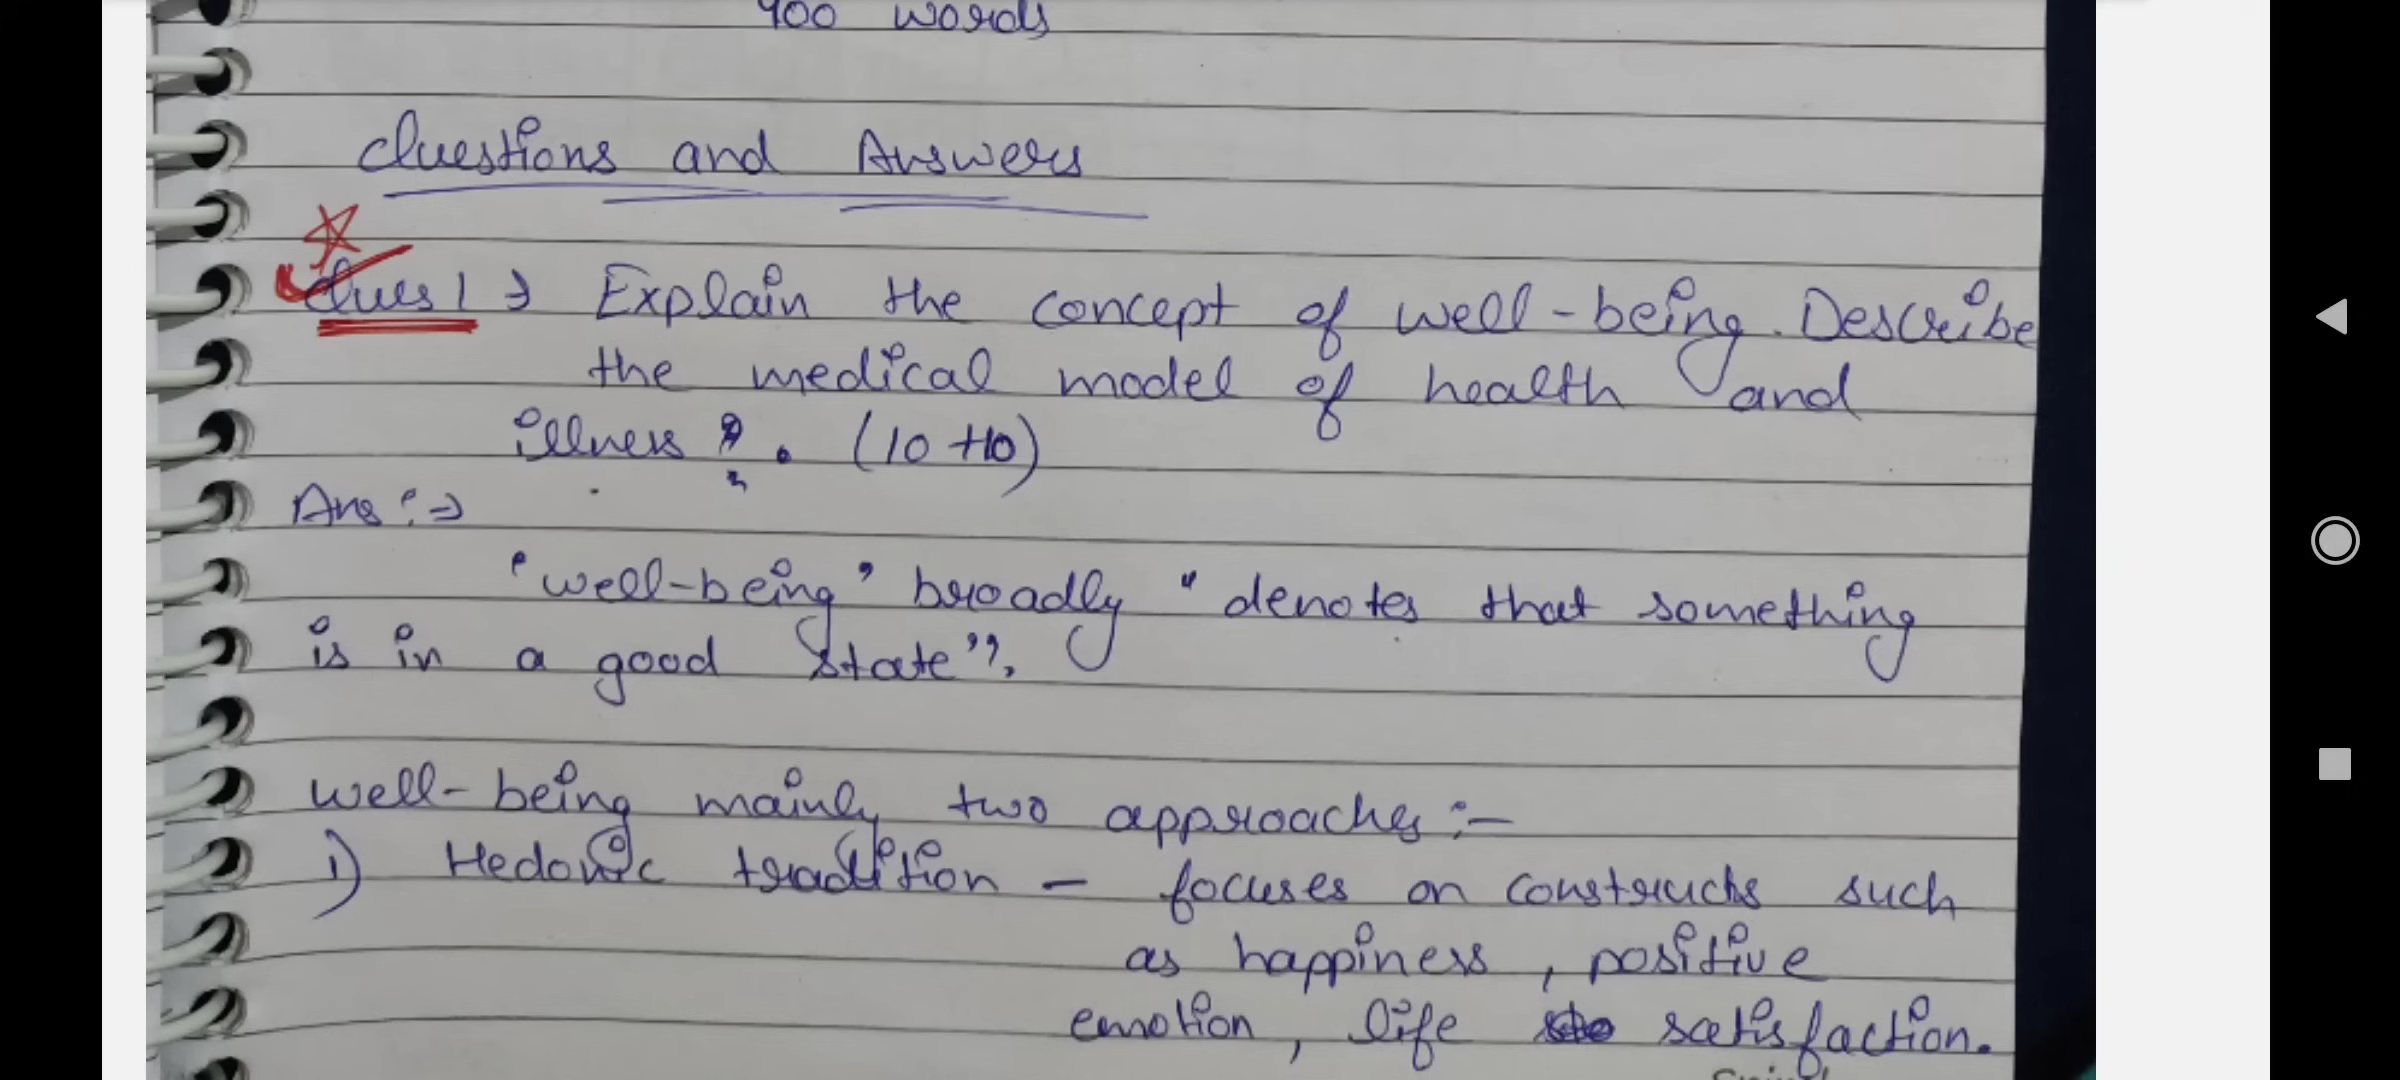 900 words
Questions and Answers
Ques 1 → Explain the concept of well-being. Describe
the medical model of health and
illness ? . (10+10)
Ans :→
'well-being' broadly "denotes that something
is in a good state".
well-being mainly two approaches :-
1) Hedonic tradition - focuses on constructs such
as happiness, positive
emotion, life satisfaction.